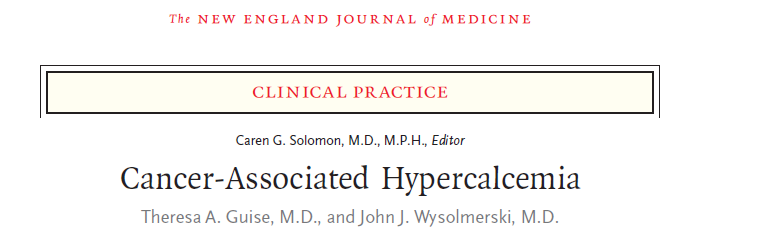 The NEW ENGLAND JOURNAL of MEDICINE
CLINICAL PRACTICE
Caren G. Solomon, M.D., M.P.H., Editor
Cancer-Associated Hypercalcemia
Theresa A. Guise, M.D., and John J. Wysolmerski, M.D.